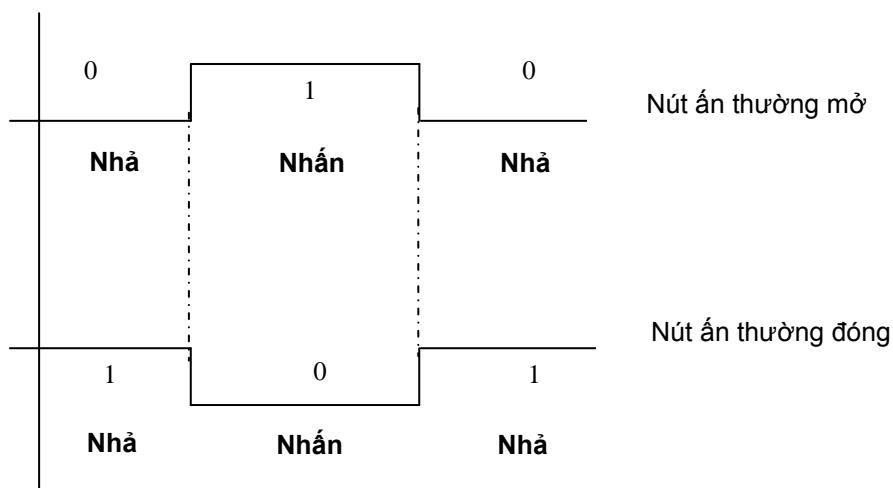 0 1 0 Nút ấn thường mở
Nhả Nhấn Nhả
Nút ấn thường đóng
1 0 1
Nhả Nhấn Nhả